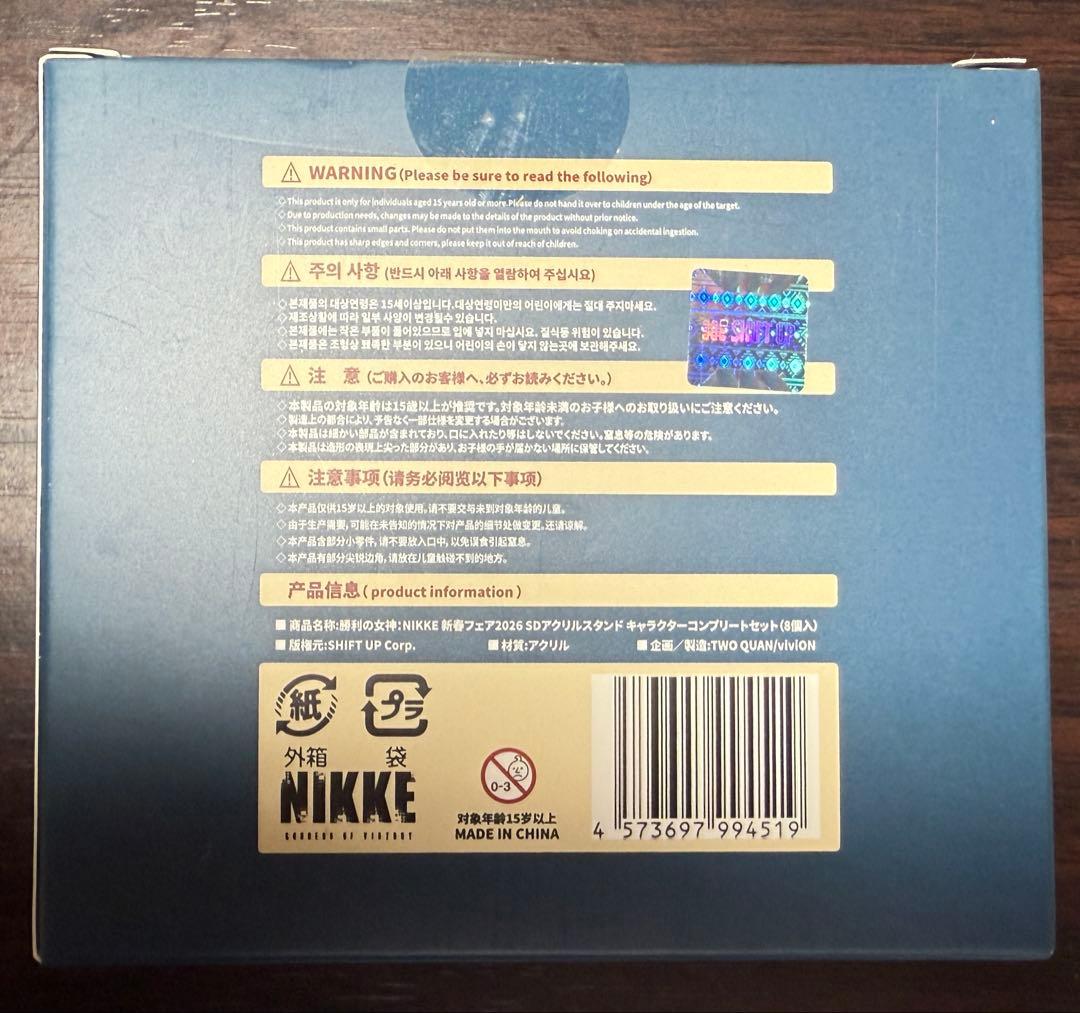 ⚠ WARNING(Please be sure to read the following)
◇This product is only for individuals aged 15 years old or more.Please do not hand it over to children under the age of the target.
◇Due to production needs, changes may be made to the details of the product without prior notice.
◇This product contains small parts. Please do not put them into the mouth to avoid choking on accidental ingestion.
◇This product has sharp edges and corners, please keep it out of reach of children.
⚠ 주의 사항 (반드시 아래 사항을 열람하여 주십시요)
◇본제품의 대상연령은 15세이상입니다.대상연령미만의 어린이에게는 절대 주지마세요.
◇제조상황에 따라 일부 사양이 변경될수 있습니다.
◇본제품에는 작은 부품이 들어있으므로 입에 넣지 마십시요. 질식등 위험이 있습니다.
◇본제품은 조형상 뾰족한 부분이 있으니 어린이의 손이 닿지 않는곳에 보관해주세요.
SHIFT UP
⚠ 注 意 (ご購入のお客様へ、必ずお読みください。)
◇本製品の対象年齢は15歳以上が推奨です。対象年齢未満のお子様へのお取り扱いにご注意ください。
◇製造上の都合により、予告なく一部仕様を変更する場合がございます。
◇本製品は細かい部品が含まれており、口に入れたり等はしないでください。窒息等の危険があります。
◇本製品は造形の表現上尖った部分があり、お子様の手が届かない場所に保管してください。
⚠ 注意事项(请务必阅览以下事项)
◇本产品仅供15岁以上的对象使用,请不要交与未到对象年龄的儿童。
◇由于生产需要,可能在未告知的情况下对产品的细节处做变更,还请谅解。
◇本产品含部分小零件,请不要放入口中,以免误食引起窒息。
◇本产品有部分尖锐边角,请放在儿童触碰不到的地方。
产品信息( product information )
■ 商品名称:勝利の女神:NIKKE 新春フェア2026 SDアクリルスタンド キャラクターコンプリートセット(8個入)
■ 版権元:SHIFT UP Corp. ■ 材質:アクリル ■ 企画／製造:TWO QUAN/viviON
紙 プラ
外箱 袋
NIKKE
GODDESS OF VICTORY
0-3
对象年龄15岁以上
MADE IN CHINA
4 573697 994519